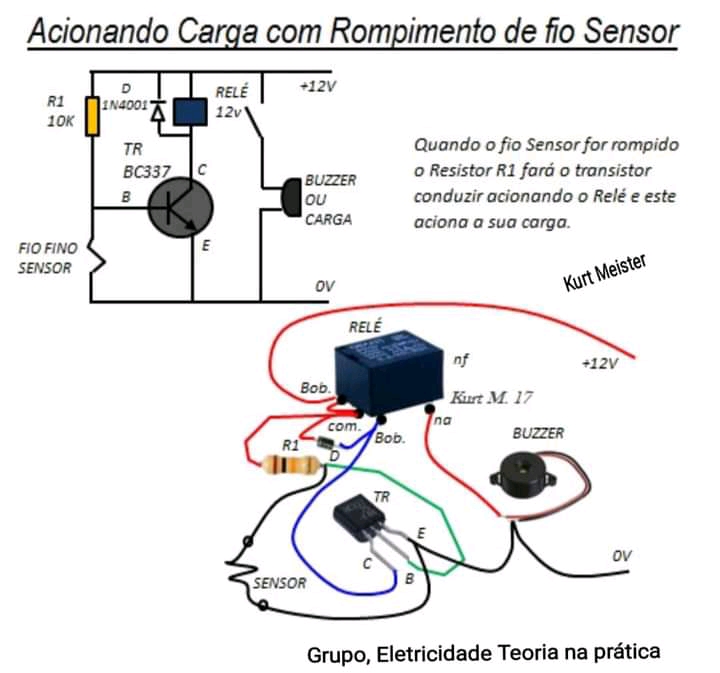 Acionando Carga com Rompimento de fio Sensor
+12V
D
1N4001
RELÉ
12v
R1
10K
TR
BC337
C
B
E
BUZZER
OU
CARGA
FIO FINO
SENSOR
0V
Quando o fio Sensor for rompido
o Resistor R1 fará o transistor
conduzir acionando o Relé e este
aciona a sua carga.
Kurt Meister
RELÉ
nf
+12V
Bob.
Kurt M. 17
com.
na
Bob.
BUZZER
R1
D
TR
E
C
B
0V
SENSOR
Grupo, Eletricidade Teoria na prática